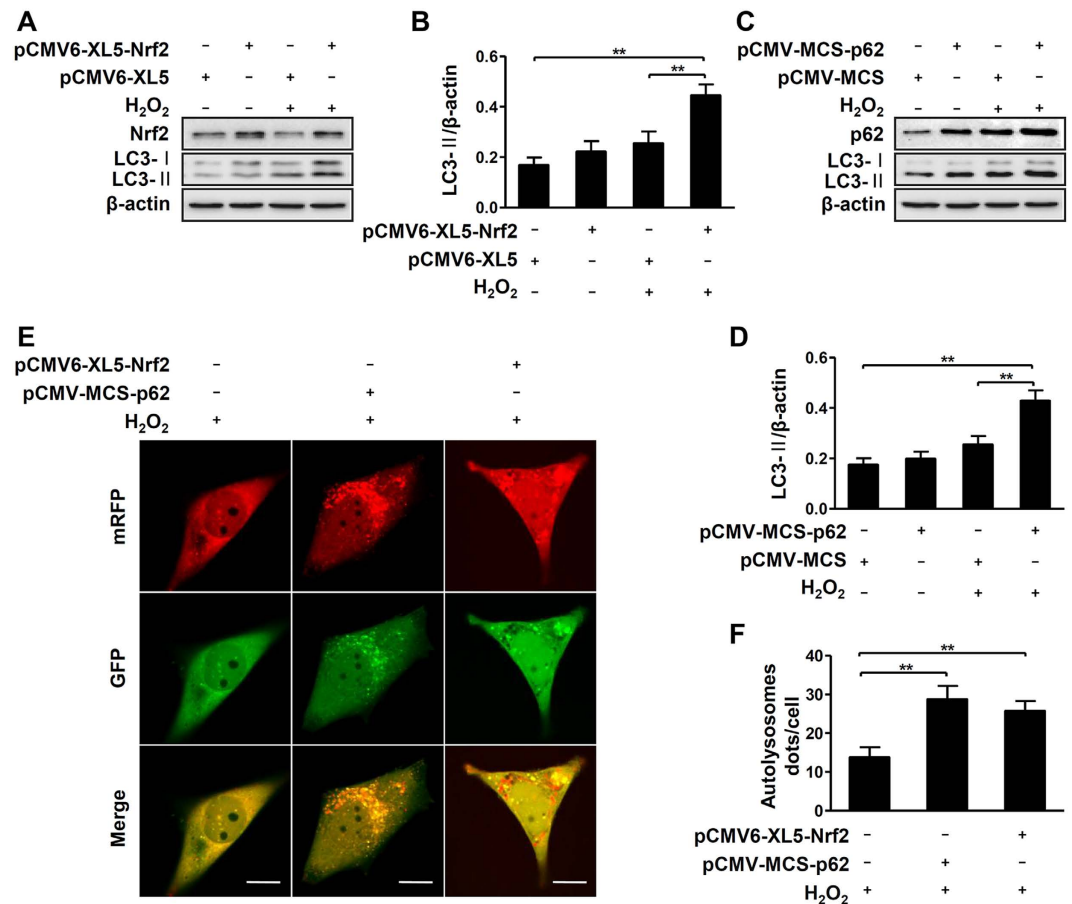 A
pCMV6-XL5-Nrf2 - + - +
pCMV6-XL5 + - + -
H₂O₂ - - + +
Nrf2
LC3-Ⅰ
LC3-Ⅱ
β-actin
B
0.6
0.4
0.2
0.0
LC3-Ⅱ/β-actin
**
**
pCMV6-XL5-Nrf2 - + - +
pCMV6-XL5 + - + -
H₂O₂ - - + +
C
pCMV-MCS-p62 - + - +
pCMV-MCS + - + -
H₂O₂ - - + +
p62
LC3-Ⅰ
LC3-Ⅱ
β-actin
E
pCMV6-XL5-Nrf2 - - +
pCMV-MCS-p62 - + -
H₂O₂ + + +
mRFP
GFP
Merge
D
0.6
0.4
0.2
0.0
LC3-Ⅱ/β-actin
**
**
pCMV-MCS-p62 - + - +
pCMV-MCS + - + -
H₂O₂ - - + +
F
40
30
20
10
0
Autolysosomes
dots/cell
**
**
pCMV6-XL5-Nrf2 - - +
pCMV-MCS-p62 - + -
H₂O₂ + + +